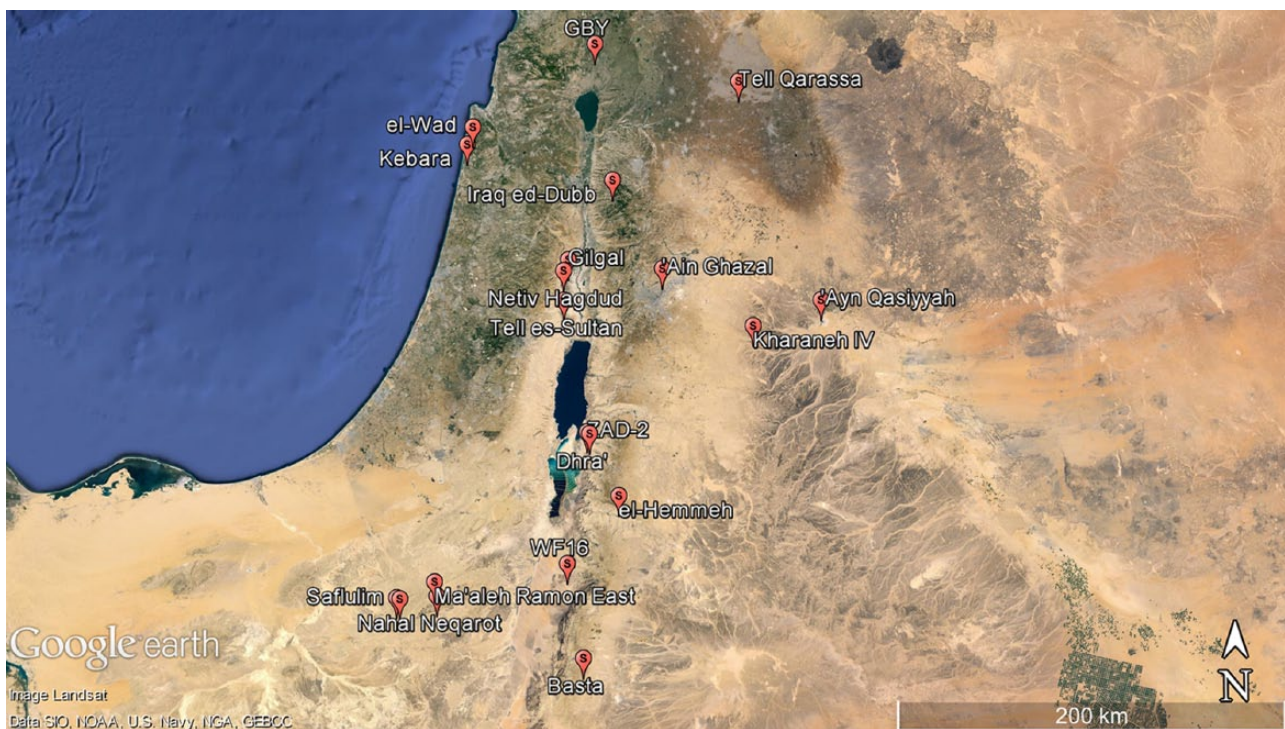 GBY
Tell Qarassa
el-Wad
Kebara
Iraq ed-Dubb
Gilgal
'Ain Ghazal
Netiv Hagdud
'Ayn Qasiyyah
Tell es-Sultan
Kharaneh IV
ZAD-2
Dhra'
el-Hemmeh
WF16
Saflulim
Ma'aleh Ramon East
Nahal Neqarot
Google earth
Basta
Image Landsat
Data SIO, NOAA, U.S. Navy, NGA, GEBCO
N
200 km